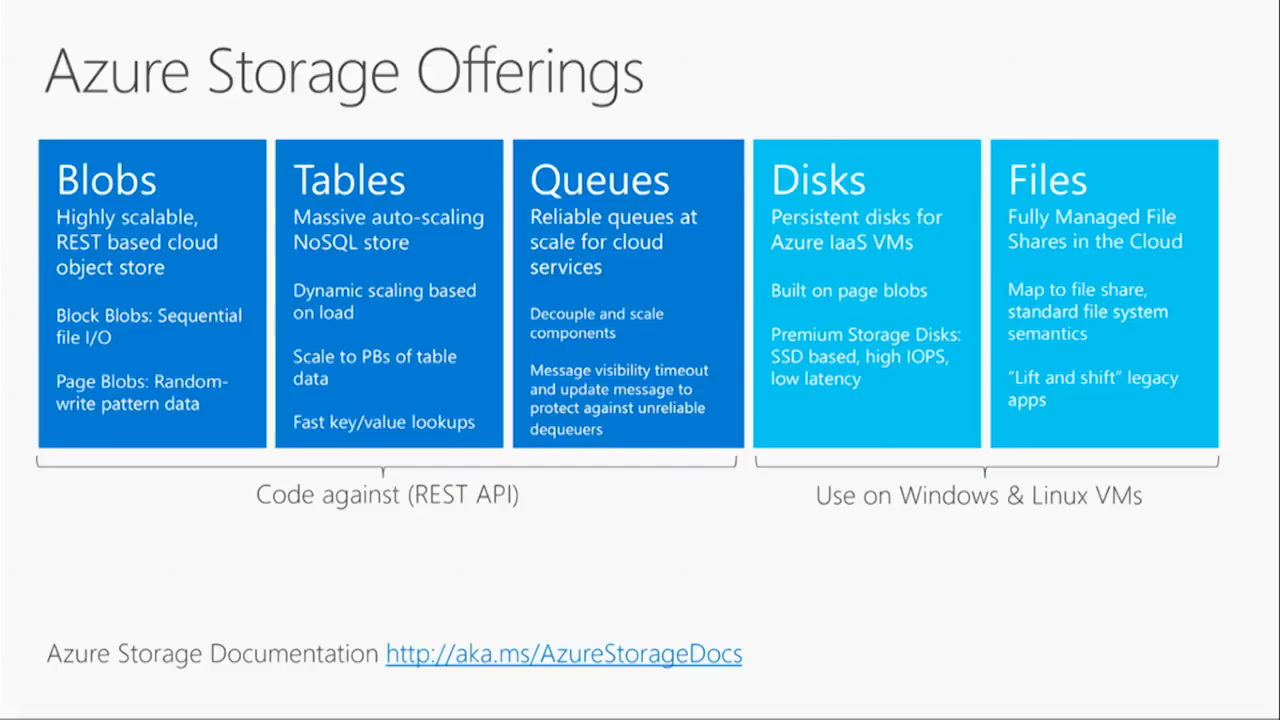 Azure Storage Offerings
Blobs
Highly scalable,
REST based cloud
object store
Block Blobs: Sequential
file I/O
Page Blobs: Random-
write pattern data
Tables
Massive auto-scaling
NoSQL store
Dynamic scaling based
on load
Scale to PBs of table
data
Fast key/value lookups
Queues
Reliable queues at
scale for cloud
services
Decouple and scale
components
Message visibility timeout
and update message to
protect against unreliable
dequeuers
Disks
Persistent disks for
Azure IaaS VMs
Built on page blobs
Premium Storage Disks:
SSD based, high IOPS,
low latency
Files
Fully Managed File
Shares in the Cloud
Map to file share,
standard file system
semantics
“Lift and shift” legacy
apps
Code against (REST API)
Use on Windows & Linux VMs
Azure Storage Documentation http://aka.ms/AzureStorageDocs